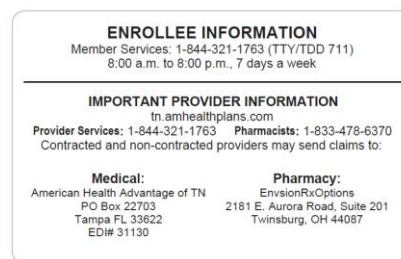 ENROLLEE INFORMATION
Member Services: 1-844-321-1763 (TTY/TDD 711)
8:00 a.m. to 8:00 p.m., 7 days a week
IMPORTANT PROVIDER INFORMATION
tn.amhealthplans.com
Provider Services: 1-844-321-1763 Pharmacists: 1-833-478-6370
Contracted and non-contracted providers may send claims to:
Medical:
American Health Advantage of TN
PO Box 22703
Tampa FL 33622
EDI# 31130
Pharmacy:
EnvsionRxOptions
2181 E. Aurora Road, Suite 201
Twinsburg, OH 44087